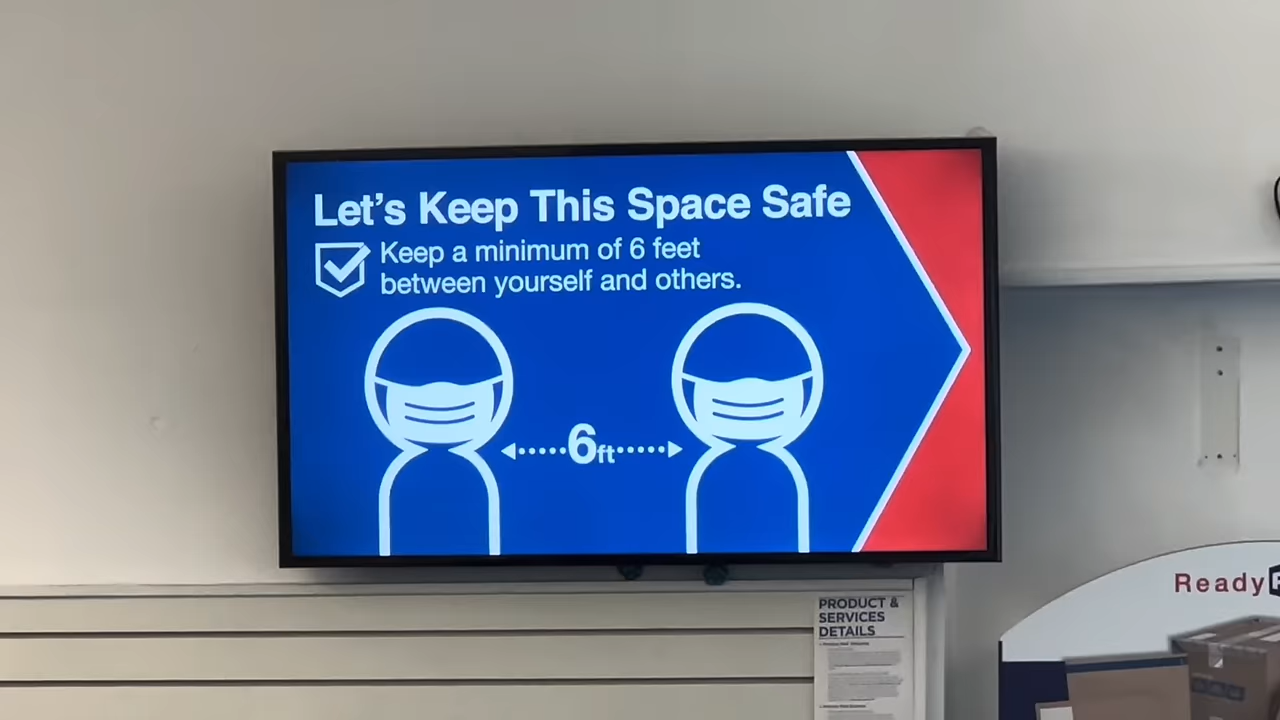 Let's Keep This Space Safe
Keep a minimum of 6 feet
between yourself and others.
6ft
PRODUCT &
SERVICES
DETAILS
Ready